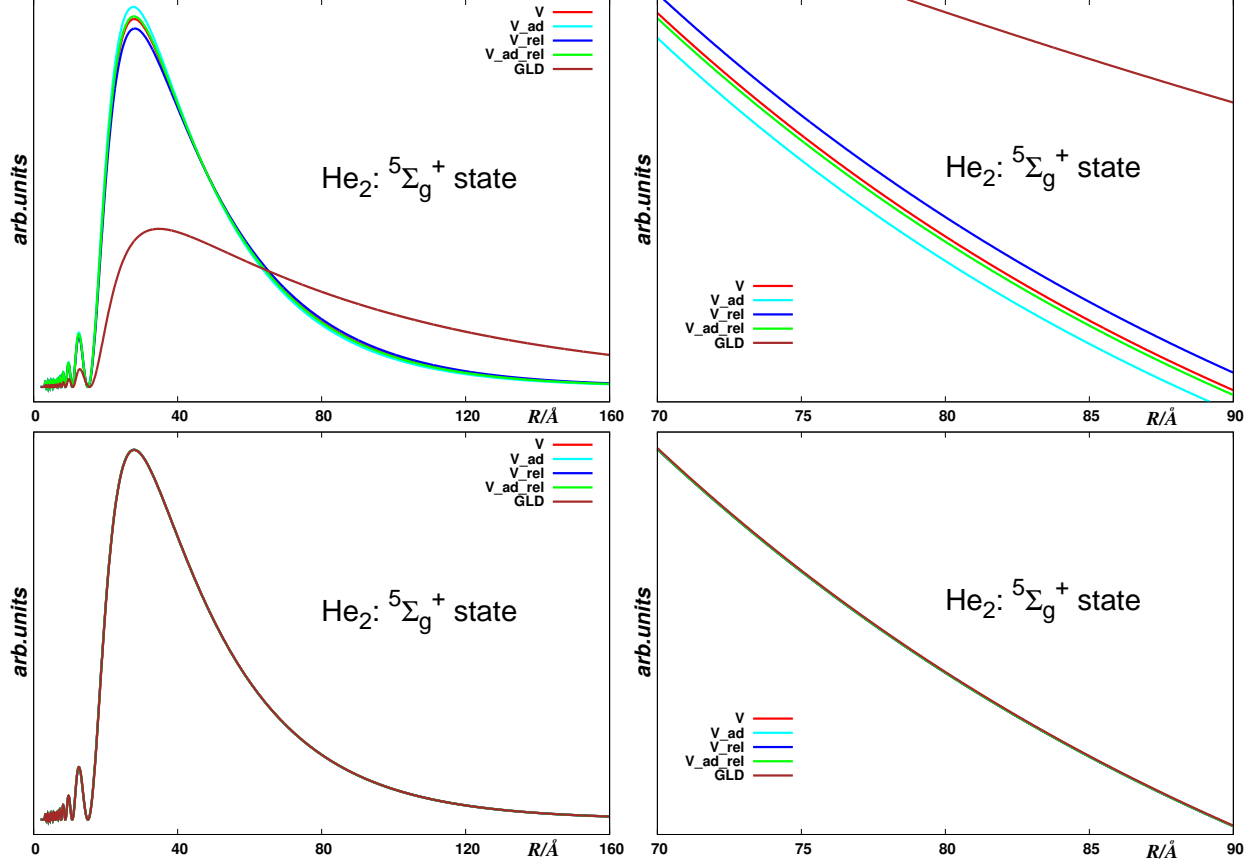 V
V_ad
V_rel
V_ad_rel
GLD
He₂: ⁵Σg⁺ state
arb.units
0
40
80
120
160
R/Å
V
V_ad
V_rel
V_ad_rel
GLD
He₂: ⁵Σg⁺ state
arb.units
70
75
80
85
90
R/Å
V
V_ad
V_rel
V_ad_rel
GLD
He₂: ⁵Σg⁺ state
arb.units
0
40
80
120
160
R/Å
V
V_ad
V_rel
V_ad_rel
GLD
He₂: ⁵Σg⁺ state
arb.units
70
75
80
85
90
R/Å